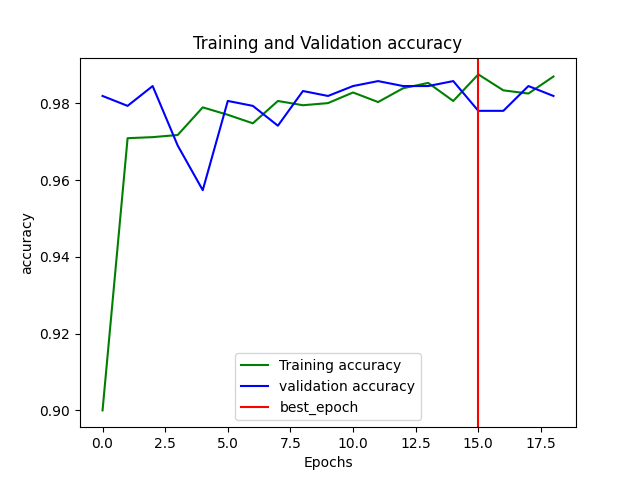 Training and Validation accuracy
accuracy
0.98
0.96
0.94
0.92
0.90
Training accuracy
validation accuracy
best_epoch
0.0 2.5 5.0 7.5 10.0 12.5 15.0 17.5
Epochs